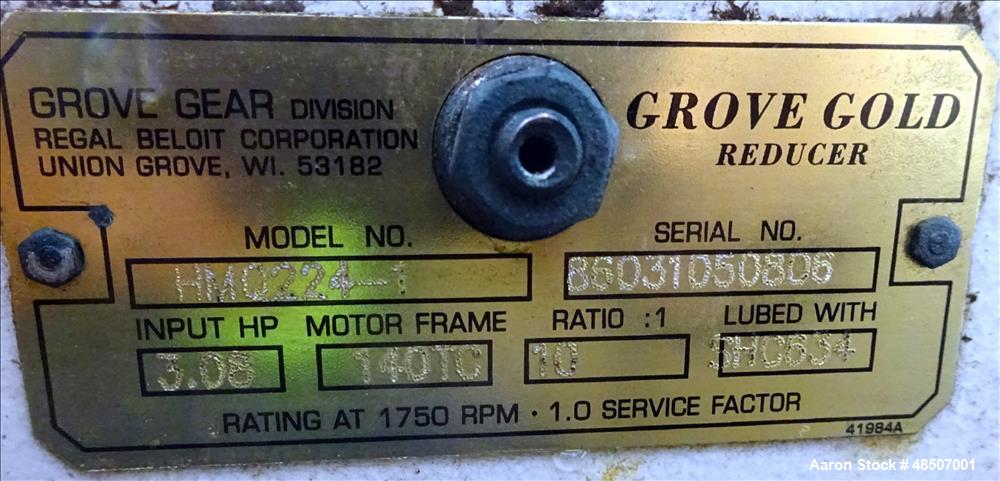 GROVE GEAR DIVISION
REGAL BELOIT CORPORATION
UNION GROVE, WI. 53182
GROVE GOLD
REDUCER
MODEL NO.
HMQ224-1
SERIAL NO.
86031050806
INPUT HP
3.08
MOTOR FRAME
140TC
RATIO :1
10
LUBED WITH
SHC634
RATING AT 1750 RPM · 1.0 SERVICE FACTOR
41984A
Aaron Stock # 48507001